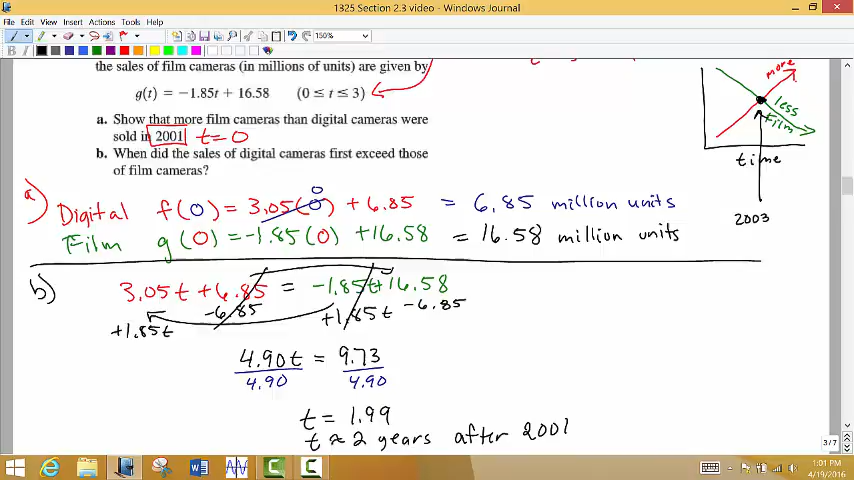 1325 Section 2.3 video - Windows Journal
File Edit View Insert Actions Tools Help
150%
the sales of film cameras (in millions of units) are given by
g(t) = −1.85t + 16.58 (0 ≤ t ≤ 3)
a. Show that more film cameras than digital cameras were
sold in 2001 t = 0
b. When did the sales of digital cameras first exceed those
of film cameras?
more
less
Film
time
2003
a)
0
Digital f(0) = 3.05(0) + 6.85 = 6.85 million units
Film g(0) = -1.85(0) + 16.58 = 16.58 million units
b)
3.05t + 6.85 = -1.85t + 16.58
-6.85 +1.85t -6.85
+1.85t
4.90t = 9.73
4.90 4.90
t = 1.99
t ≈ 2 years after 2001
3/7
1:01 PM
4/19/2016